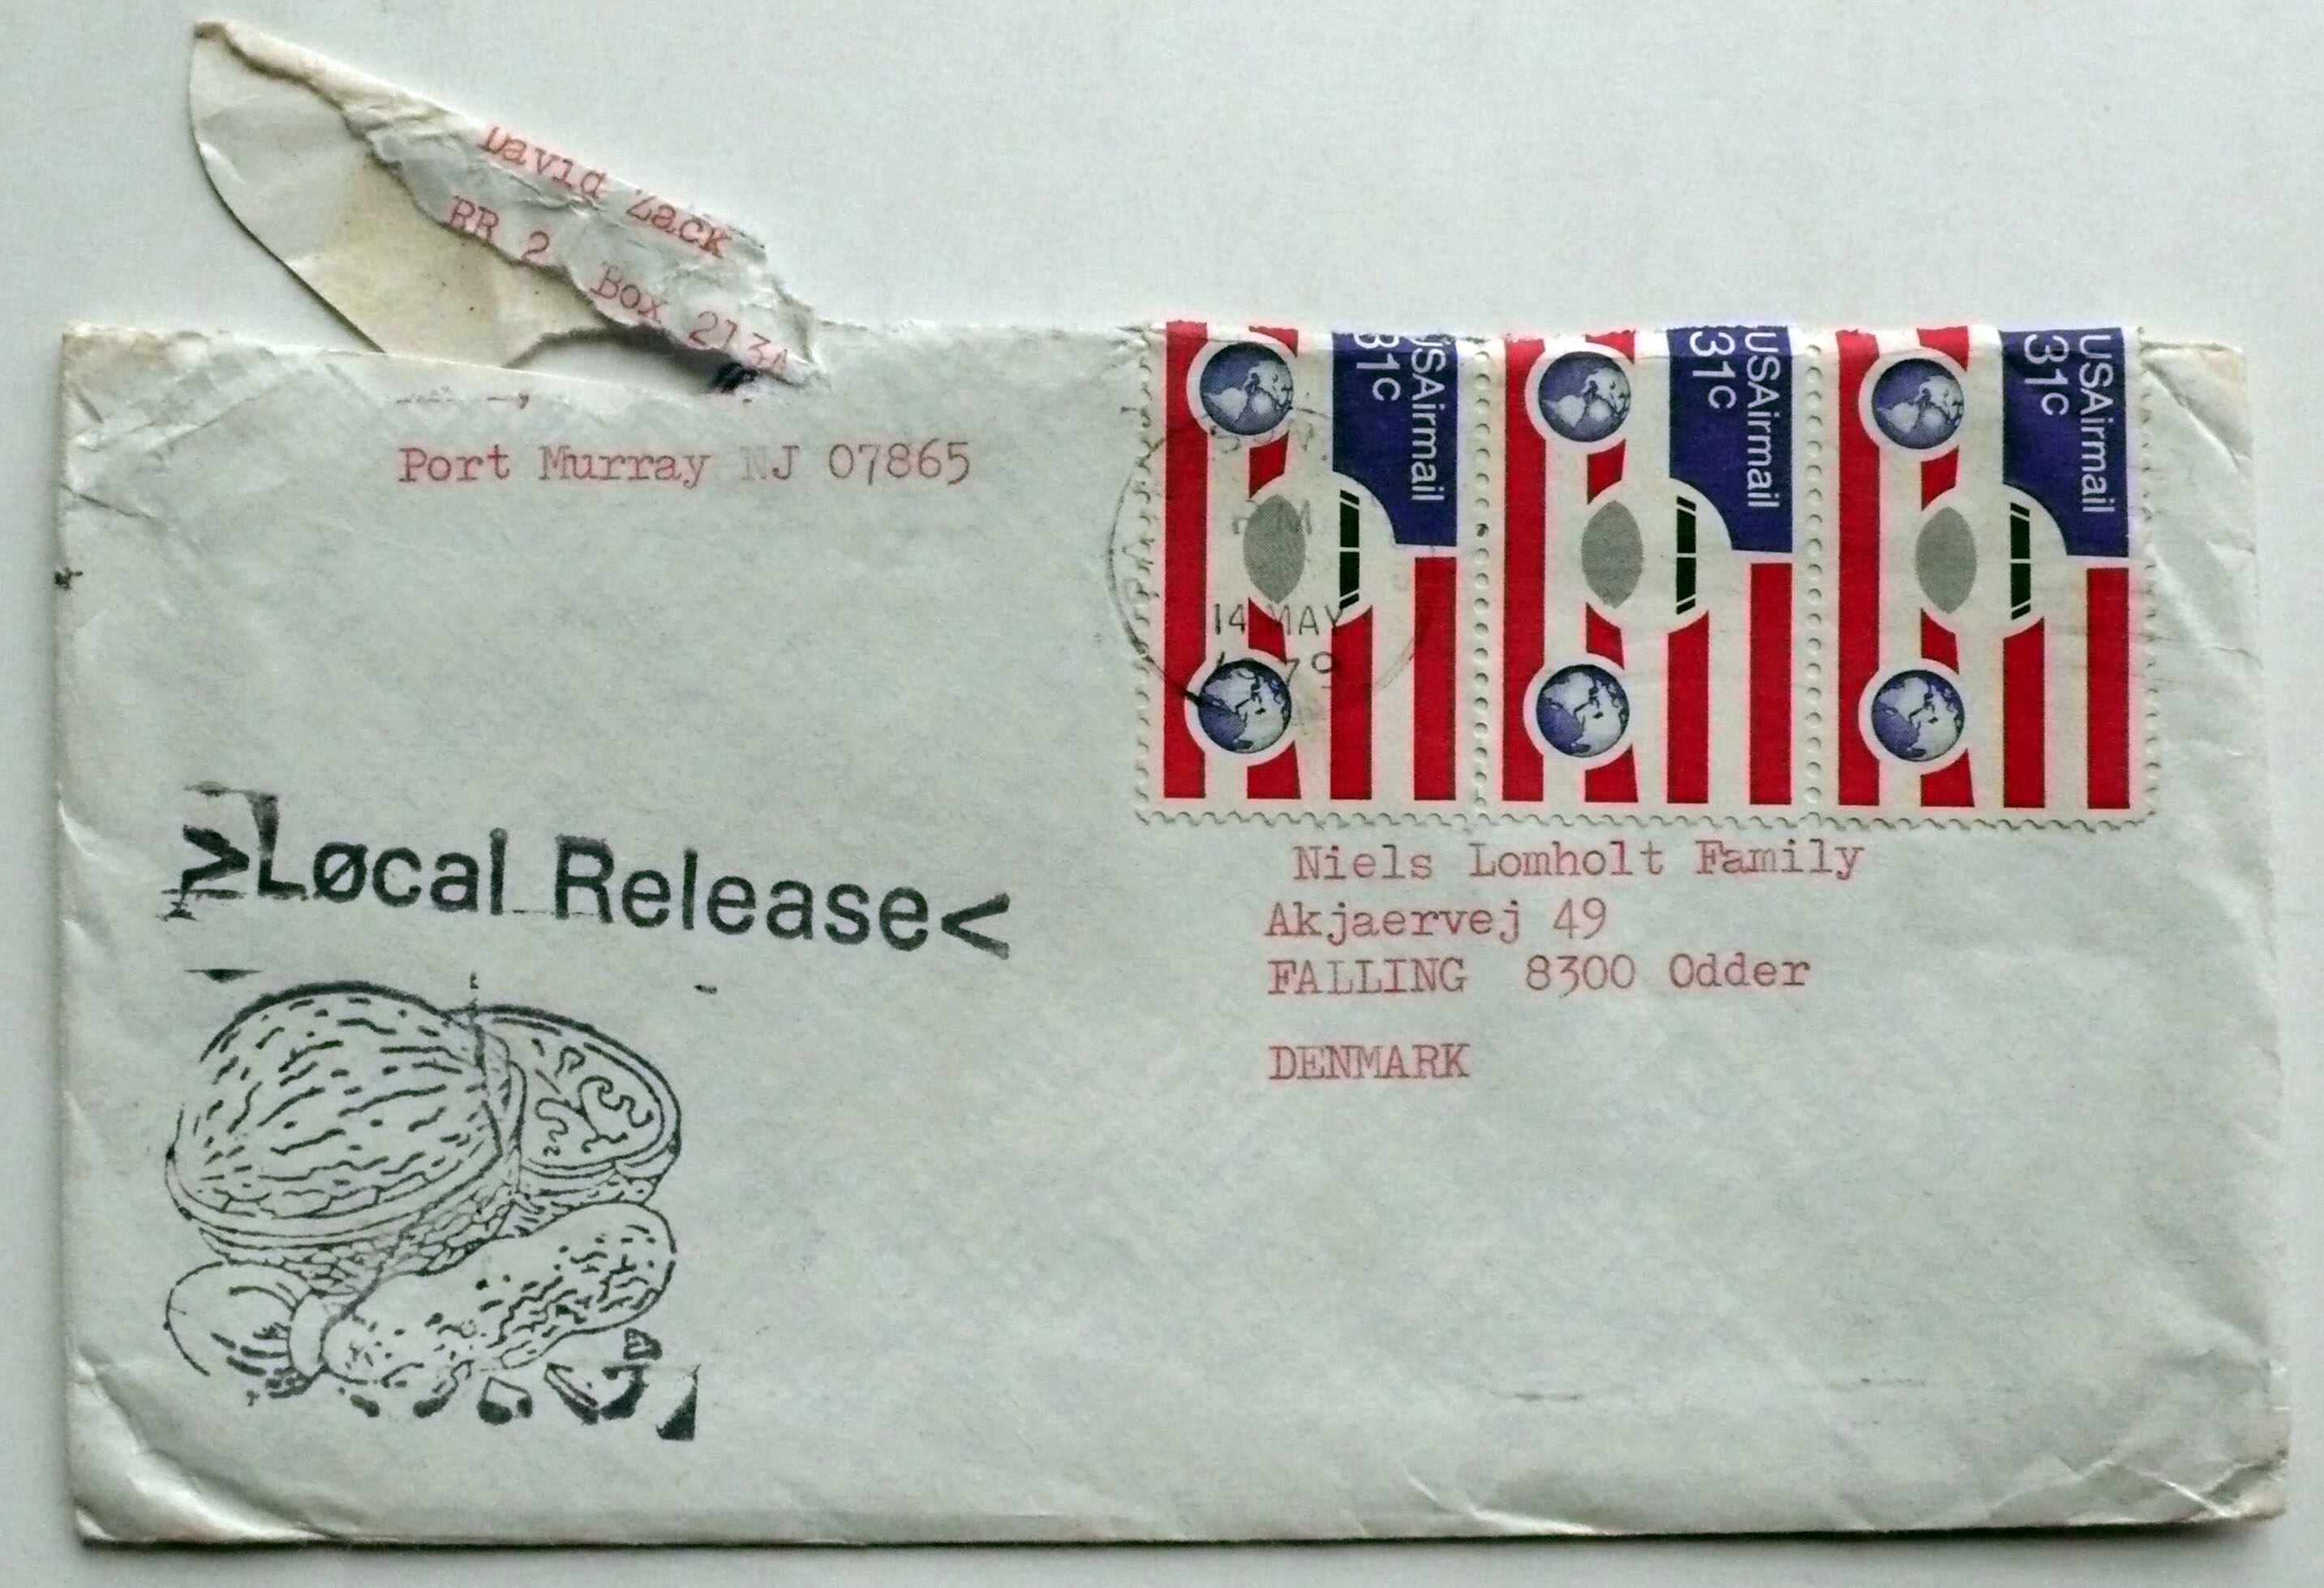 David Zack
RR 2 Box 213A
Port Murray NJ 07865
USAirmail
31c
USAirmail
31c
USAirmail
31c
PM
14 MAY
Niels Lomholt Family
Akjaervej 49
FALLING 8300 Odder
DENMARK
>Løcal Release<